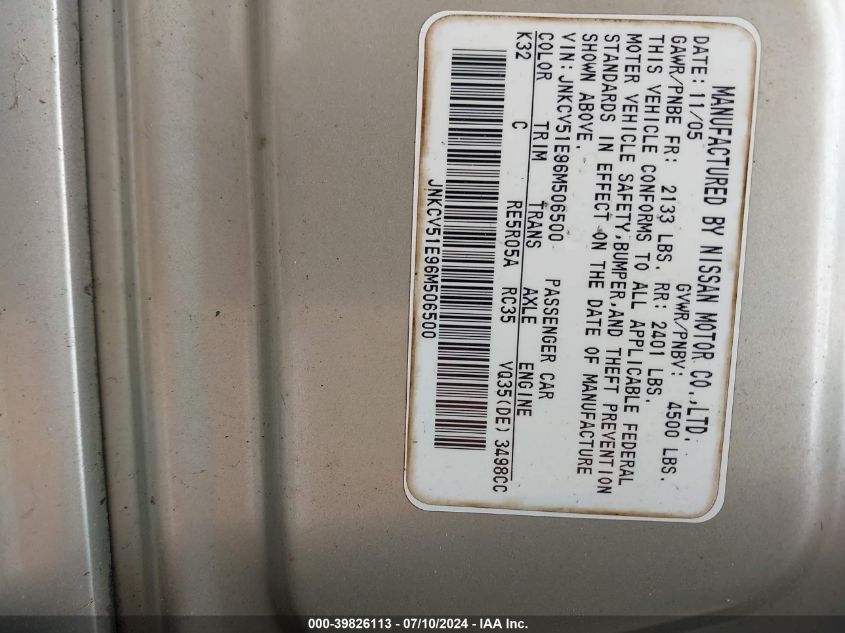 MANUFACTURED BY NISSAN MOTOR CO.,LTD.
DATE: 11/05 GVWR/PNBV: 4500 LBS.
GAWR/PNBE FR: 2133 LBS. RR: 2401 LBS.
THIS VEHICLE CONFORMS TO ALL APPLICABLE FEDERAL
MOTER VEHICLE SAFETY,BUMPER,AND THEFT PREVENTION
STANDARDS IN EFFECT ON THE DATE OF MANUFACTURE
SHOWN ABOVE.
VIN: JNKCV51E96M506500 PASSENGER CAR
COLOR TRIM TRANS AXLE ENGINE
K32 C RE5R05A RC35 VQ35(DE) 3498CC
JNKCV51E96M506500
000-39826113 - 07/10/2024 - IAA Inc.